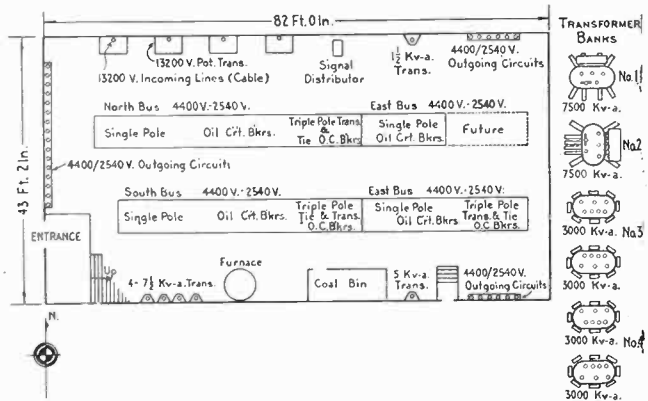 82 Ft. 0 In.
TRANSFORMER
BANKS
13200 V. Pot. Trans.
13200 V. Incoming Lines (Cable)
Signal
Distributor
1½ Kv-a.
Trans.
4400/2540 V.
Outgoing Circuits
No.1
7500 Kv-a.
North Bus 4400 V.-2540 V.
East Bus 4400 V.-2540 V.
Single Pole
Oil Crt. Bkrs.
Triple Pole Trans.
&
Tie O.C. Bkrs.
Single Pole
Oil Crt. Bkrs.
Future
No.2
7500 Kv-a.
4400/2540 V. Outgoing Circuits
43 Ft. 2 In.
South Bus 4400 V.-2540 V.
East Bus 4400 V.-2540 V.
Single Pole
Oil Crt. Bkrs.
Triple Pole
Tie & Trans.
O.C. Bkrs.
Single Pole
Oil Crt. Bkrs.
Triple Pole
Trans. & Tie
O.C. Bkrs.
3000 Kv-a. No.3
ENTRANCE
Up
4-7½ Kv-a. Trans.
Furnace
Coal Bin
5 Kv-a.
Trans.
4400/2540 V.
Outgoing Circuits
3000 Kv-a.
N.
3000 Kv-a. No.4
3000 Kv-a.